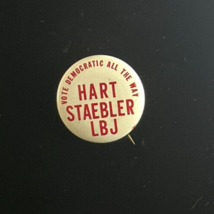 VOTE DEMOCRATIC ALL THE WAY
HART
STAEBLER
LBJ